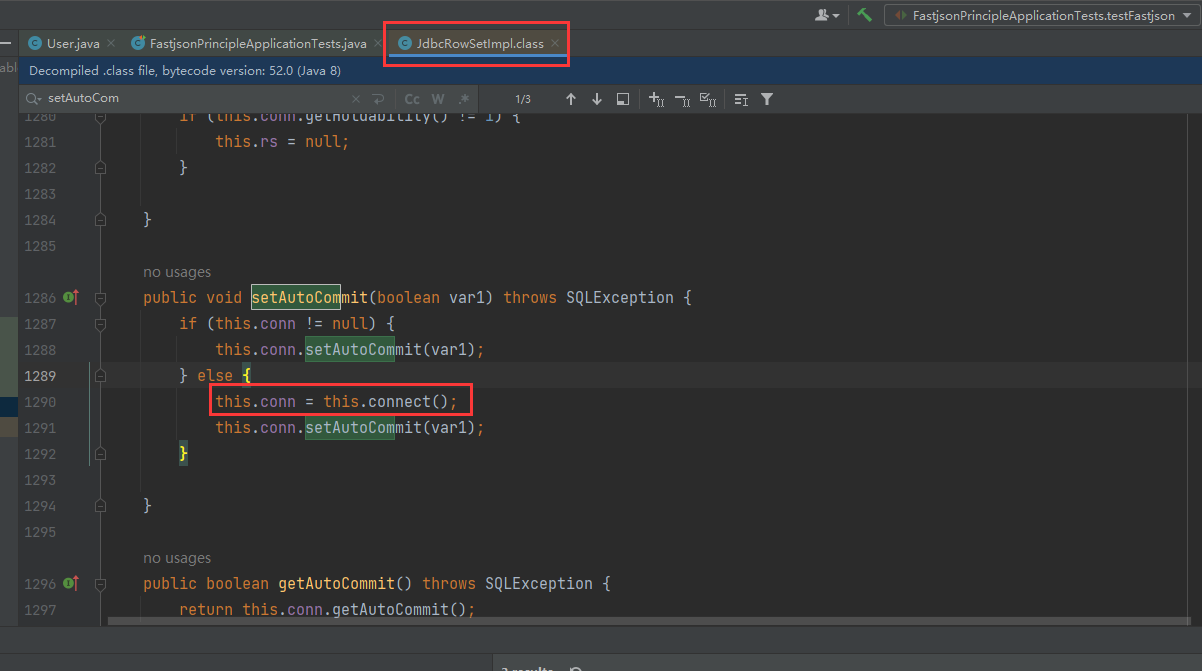 FastjsonPrincipleApplicationTests.testFastjson
User.java
FastjsonPrincipleApplicationTests.java
JdbcRowSetImpl.class
Decompiled .class file, bytecode version: 52.0 (Java 8)
setAutoCom
Cc W .* 1/3
1280 if (this.conn.getHoldability() != 1) {
1281 this.rs = null;
1282 }
1283
1284 }
1285
no usages
1286 public void setAutoCommit(boolean var1) throws SQLException {
1287 if (this.conn != null) {
1288 this.conn.setAutoCommit(var1);
1289 } else {
1290 this.conn = this.connect();
1291 this.conn.setAutoCommit(var1);
1292 }
1293
1294 }
1295
no usages
1296 public boolean getAutoCommit() throws SQLException {
1297 return this.conn.getAutoCommit();
results